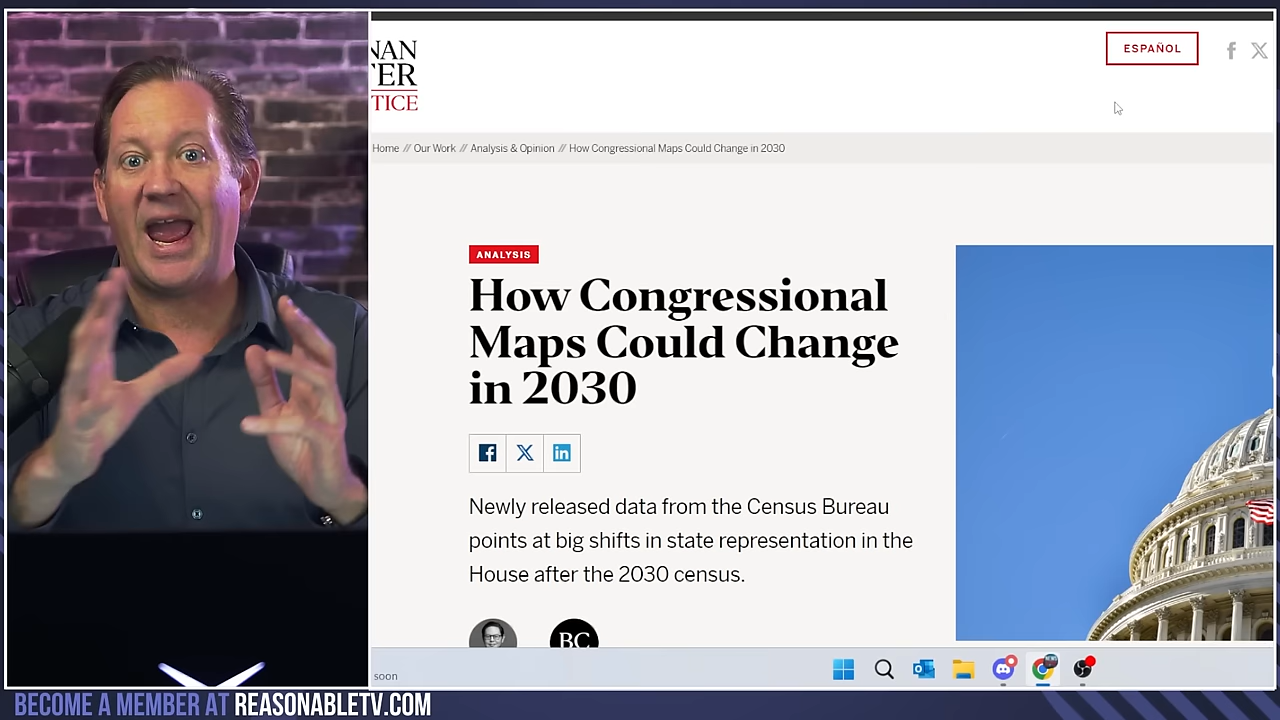 NAN
TER
TICE
ESPAÑOL
Home // Our Work // Analysis & Opinion // How Congressional Maps Could Change in 2030
ANALYSIS
How Congressional
Maps Could Change
in 2030
Newly released data from the Census Bureau
points at big shifts in state representation in the
House after the 2030 census.
BC
soon
BECOME A MEMBER AT REASONABLETV.COM